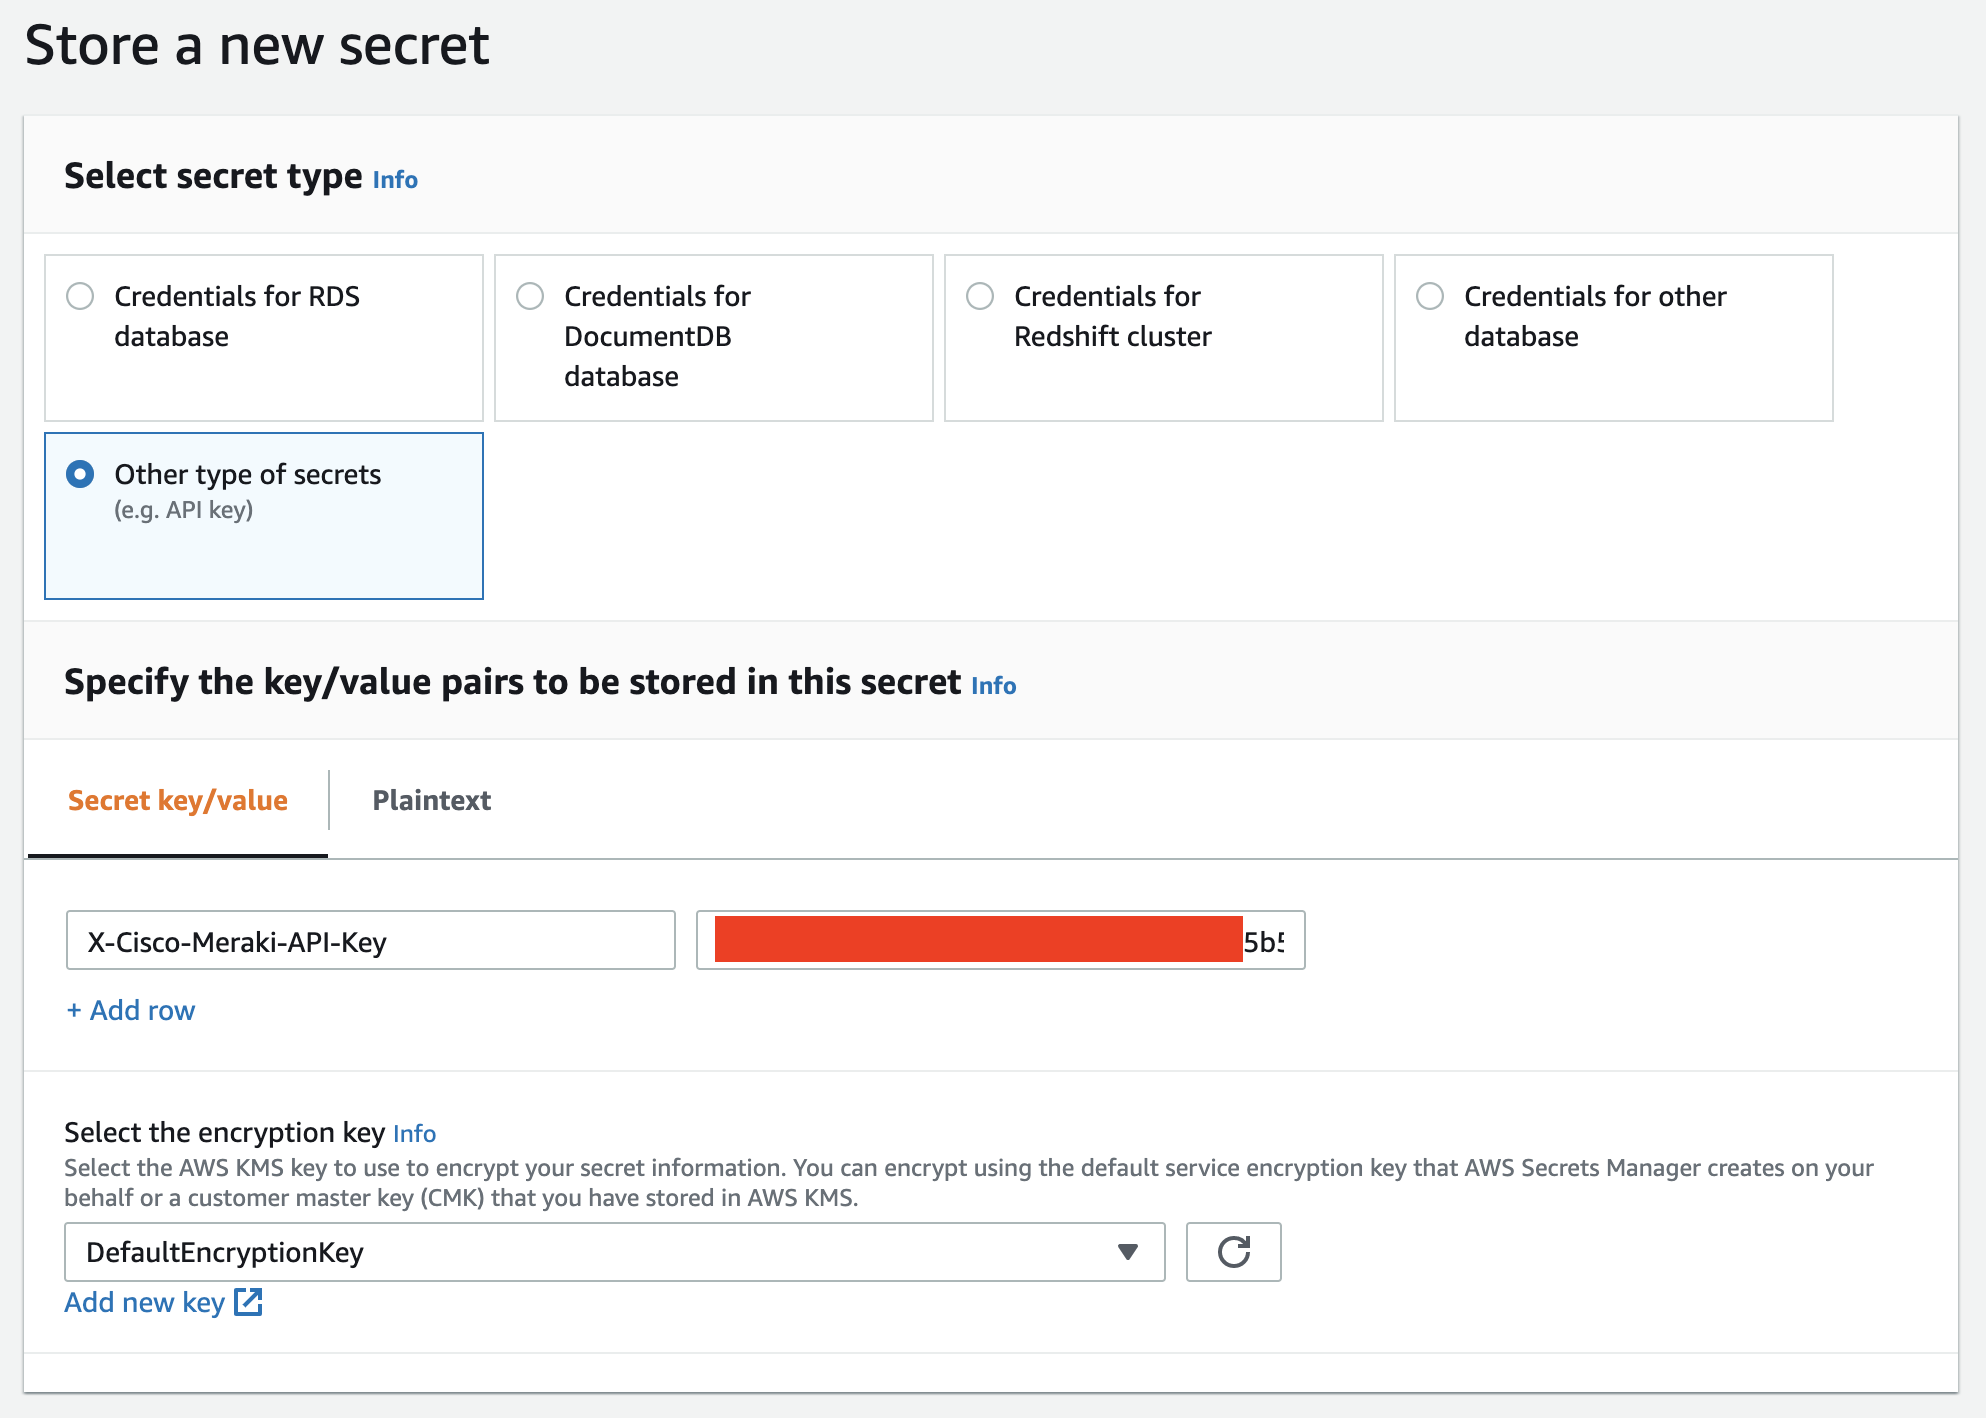 Store a new secret
Select secret type Info
Credentials for RDS
database
Credentials for
DocumentDB
database
Credentials for
Redshift cluster
Credentials for other
database
Other type of secrets
(e.g. API key)
Specify the key/value pairs to be stored in this secret Info
Secret key/value
Plaintext
X-Cisco-Meraki-API-Key
5b5
+ Add row
Select the encryption key Info
Select the AWS KMS key to use to encrypt your secret information. You can encrypt using the default service encryption key that AWS Secrets Manager creates on your
behalf or a customer master key (CMK) that you have stored in AWS KMS.
DefaultEncryptionKey
Add new key